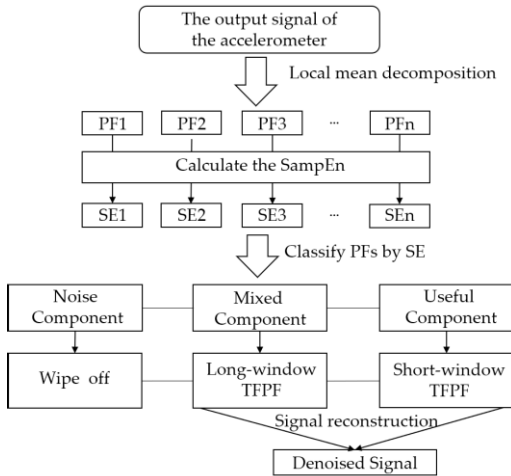 The output signal of
the accelerometer
Local mean decomposition
PF1 PF2 PF3 ... PFn
Calculate the SampEn
SE1 SE2 SE3 ... SEn
Classify PFs by SE
Noise
Component
Mixed
Component
Useful
Component
Wipe off
Long-window
TFPF
Short-window
TFPF
Signal reconstruction
Denoised Signal